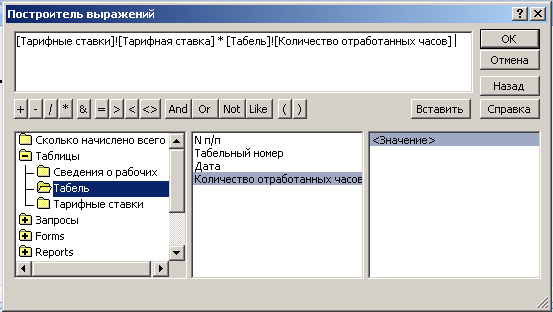 Построитель выражений
[Тарифные ставки]![Тарифная ставка] * [Табель]![Количество отработанных часов]
OK
Отмена
Назад
Справка
+ - / * & = > < <> And Or Not Like ( ) Вставить
Сколько начислено всего
Таблицы
Сведения о рабочих
Табель
Тарифные ставки
Запросы
Forms
Reports
N п/п
Табельный номер
Дата
Количество отработанных часов
<Значение>